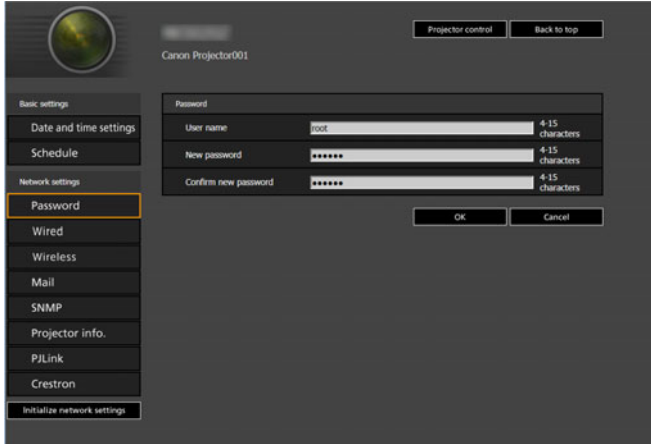 Projector control
Back to top
Canon Projector001
Basic settings
Date and time settings
Schedule
Network settings
Password
Wired
Wireless
Mail
SNMP
Projector info.
PJLink
Crestron
Initialize network settings
Password
User name
root
4-15
characters
New password
••••••
4-15
characters
Confirm new password
••••••
4-15
characters
OK
Cancel